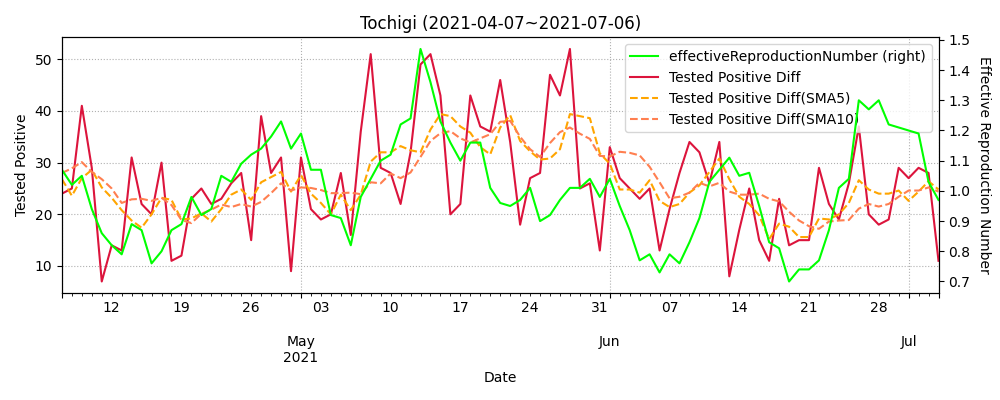 Tochigi (2021-04-07~2021-07-06)
effectiveReproductionNumber (right)
Tested Positive Diff
Tested Positive Diff(SMA5)
Tested Positive Diff(SMA10)
Tested Positive
50
40
30
20
10
1.5
1.4
1.3
1.2
1.1
1.0
0.9
0.8
0.7
Effective Reproduction Number
12 19 26 03 10 17 24 31 07 14 21 28
May Jun Jul
2021
Date